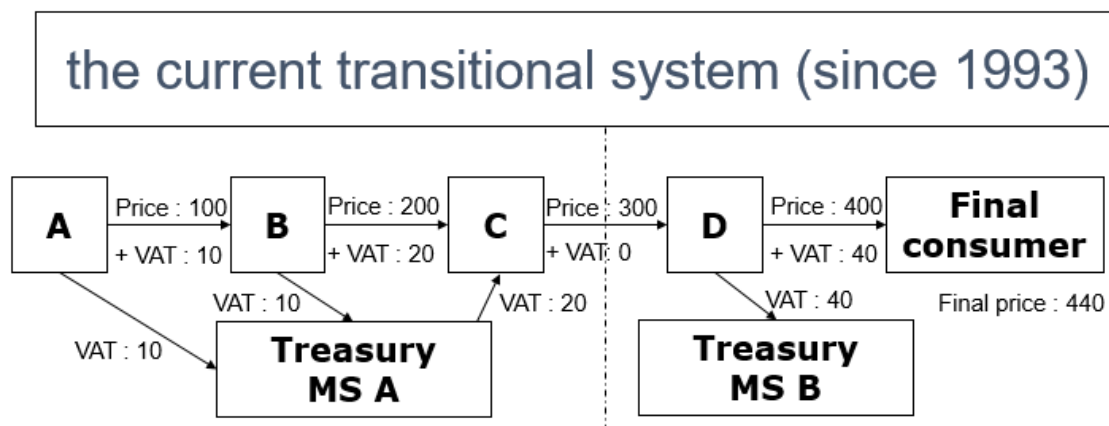 the current transitional system (since 1993)
A
Price : 100
+ VAT : 10
B
Price : 200
+ VAT : 20
C
Price : 300
+ VAT: 0
D
Price : 400
+ VAT : 40
Final
consumer
VAT : 10
VAT : 10
VAT : 20
VAT : 40
Final price : 440
Treasury
MS A
Treasury
MS B